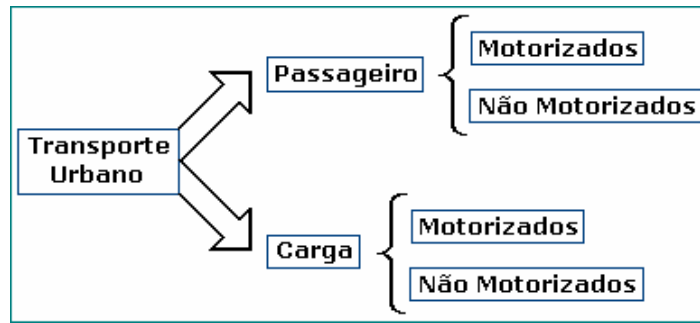 Transporte
Urbano
Passageiro
Motorizados
Não Motorizados
Carga
Motorizados
Não Motorizados